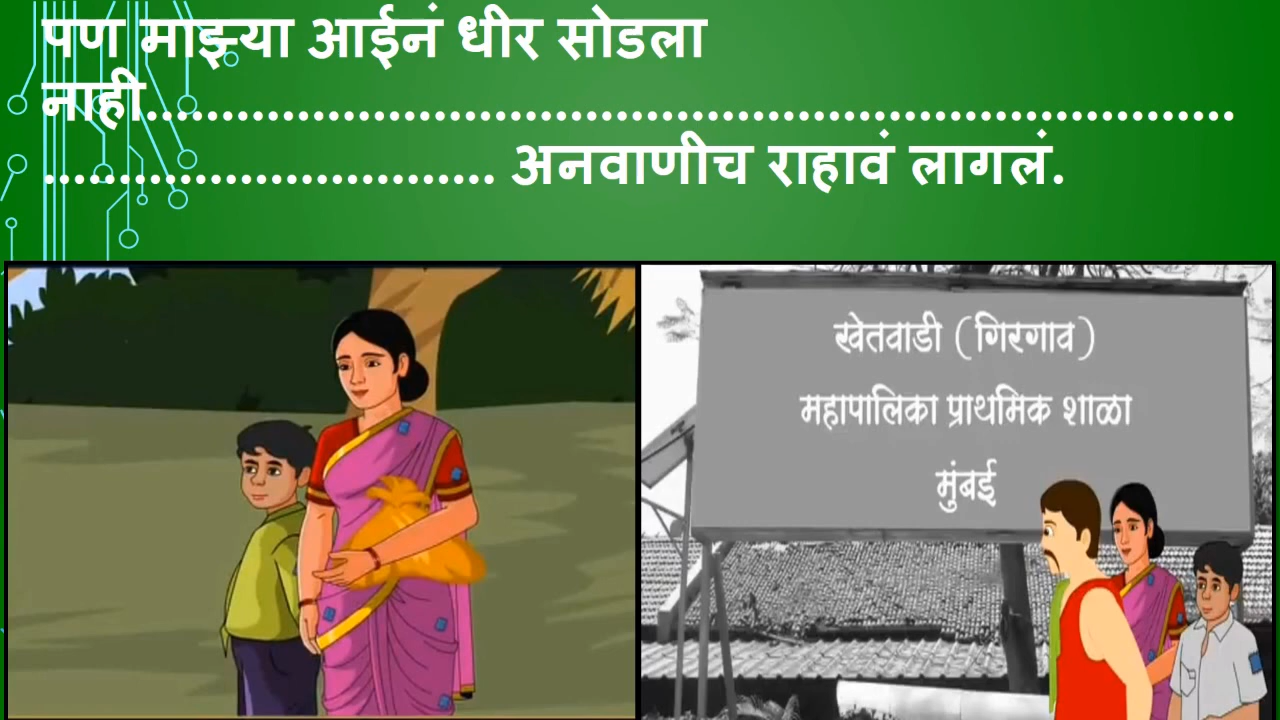 पण माझ्या आईनं धीर सोडला
नाही.........................................................................
.............................. अनवाणीच राहावं लागलं.
खेतवाडी (गिरगाव)
महापालिका प्राथमिक शाळा
मुंबई